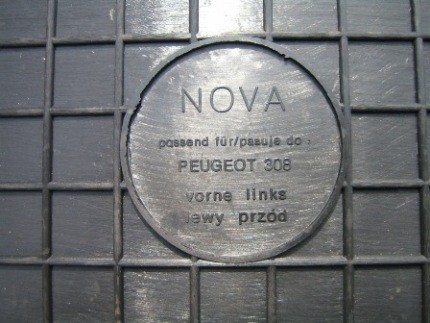 NOVA
passend für/pasuje do :
PEUGEOT 308
vorne links
lewy przód